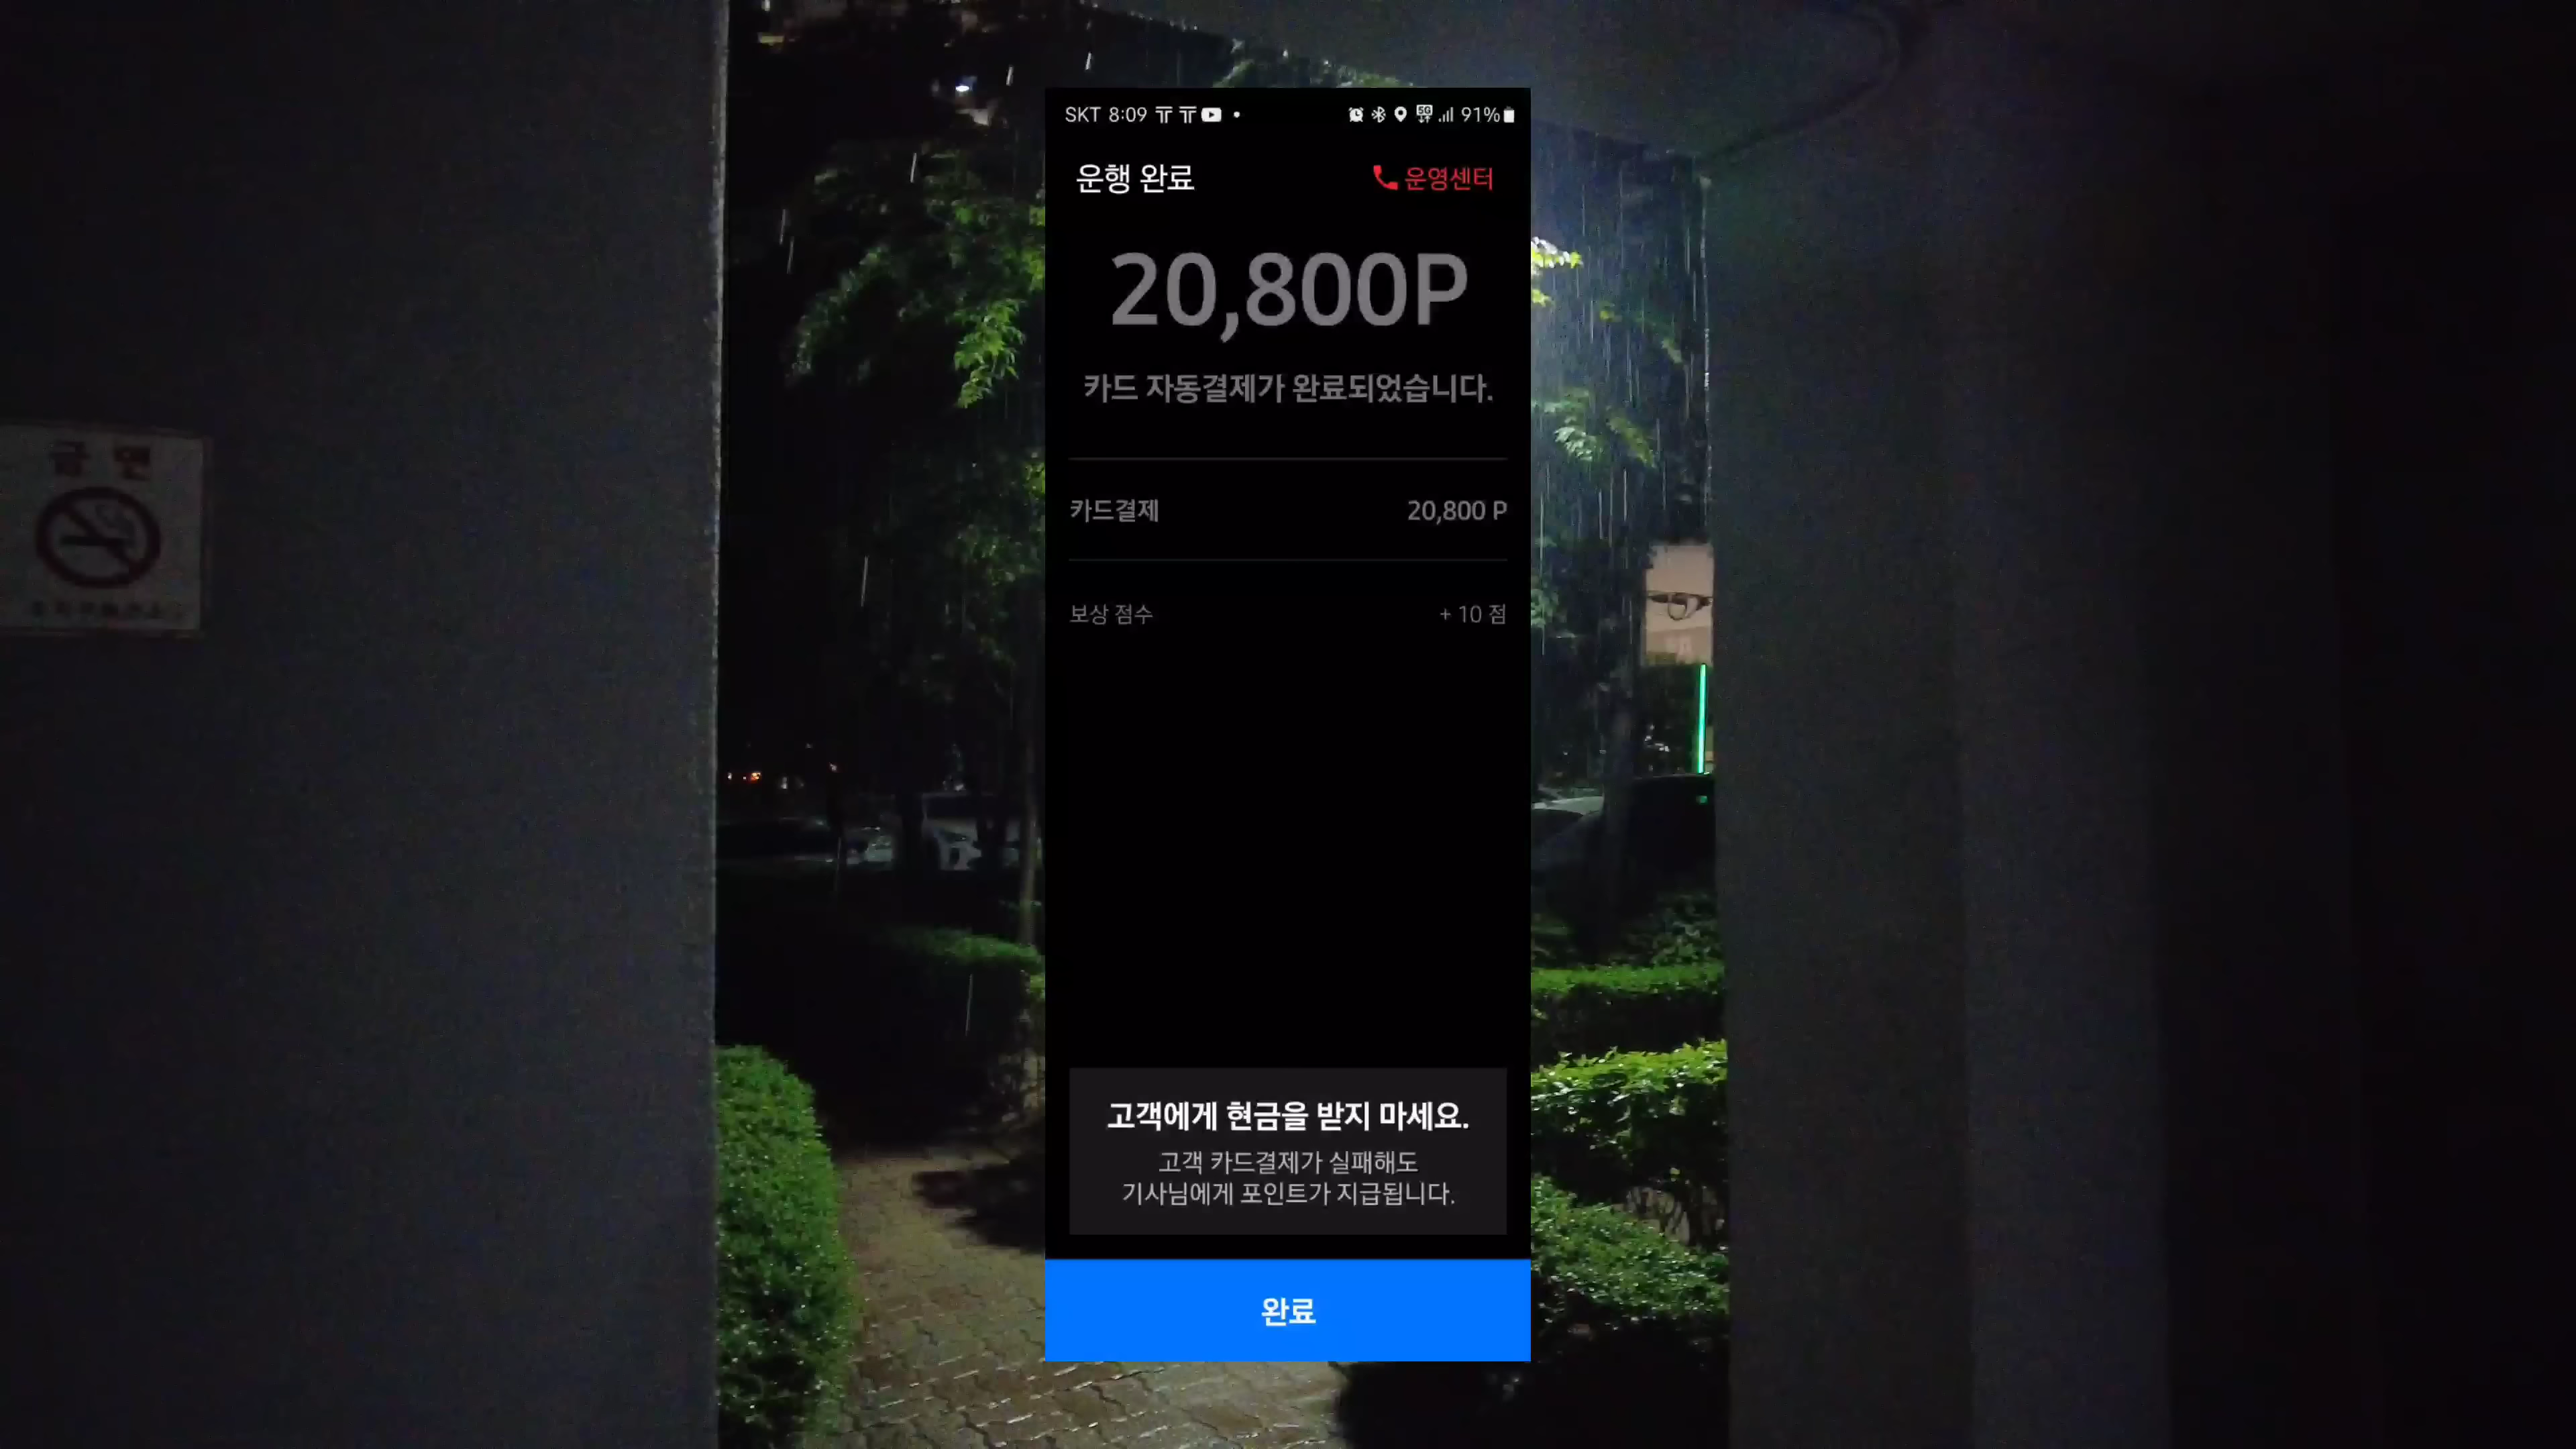 금연
SKT 8:09
91%
운행 완료
운영센터
20,800P
카드 자동결제가 완료되었습니다.
카드결제
20,800 P
보상 점수
+ 10 점
고객에게 현금을 받지 마세요.
고객 카드결제가 실패해도
기사님에게 포인트가 지급됩니다.
완료